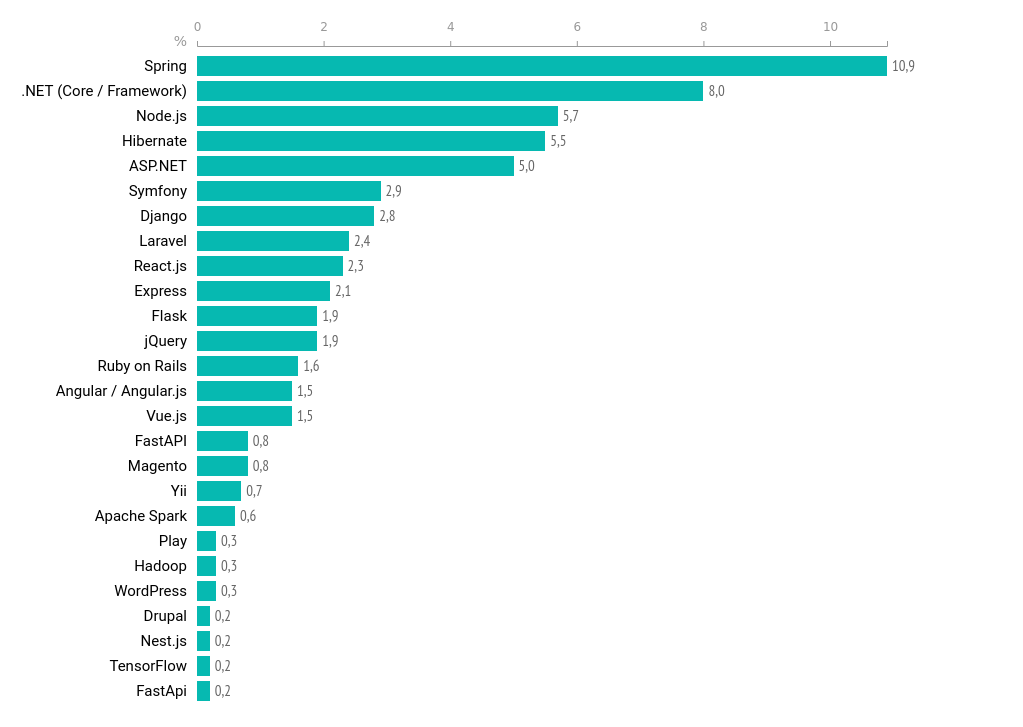 0 2 4 6 8 10
%
Spring 10,9
.NET (Core / Framework) 8,0
Node.js 5,7
Hibernate 5,5
ASP.NET 5,0
Symfony 2,9
Django 2,8
Laravel 2,4
React.js 2,3
Express 2,1
Flask 1,9
jQuery 1,9
Ruby on Rails 1,6
Angular / Angular.js 1,5
Vue.js 1,5
FastAPI 0,8
Magento 0,8
Yii 0,7
Apache Spark 0,6
Play 0,3
Hadoop 0,3
WordPress 0,3
Drupal 0,2
Nest.js 0,2
TensorFlow 0,2
FastApi 0,2